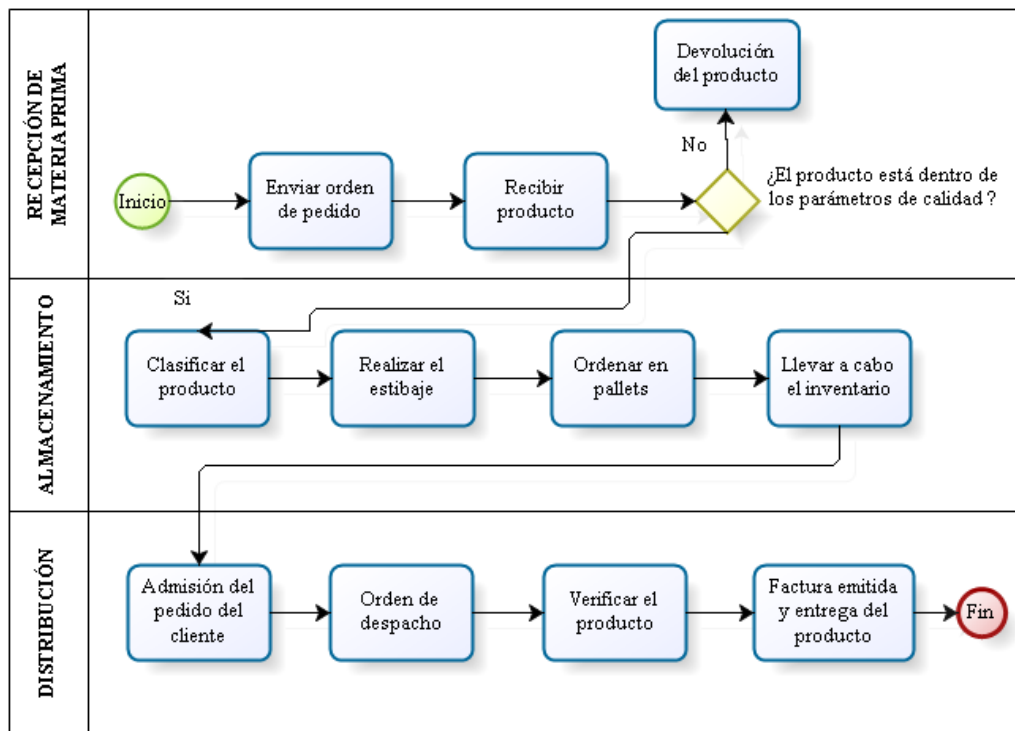 RECEPCIÓN DE
MATERIA PRIMA
Inicio
Enviar orden
de pedido
Recibir
producto
Devolución
del producto
No
¿El producto está dentro de
los parámetros de calidad ?
ALMACENAMIENTO
Si
Clasificar el
producto
Realizar el
estibaje
Ordenar en
pallets
Llevar a cabo
el inventario
DISTRIBUCIÓN
Admisión del
pedido del
cliente
Orden de
despacho
Verificar el
producto
Factura emitida
y entrega del
producto
Fin